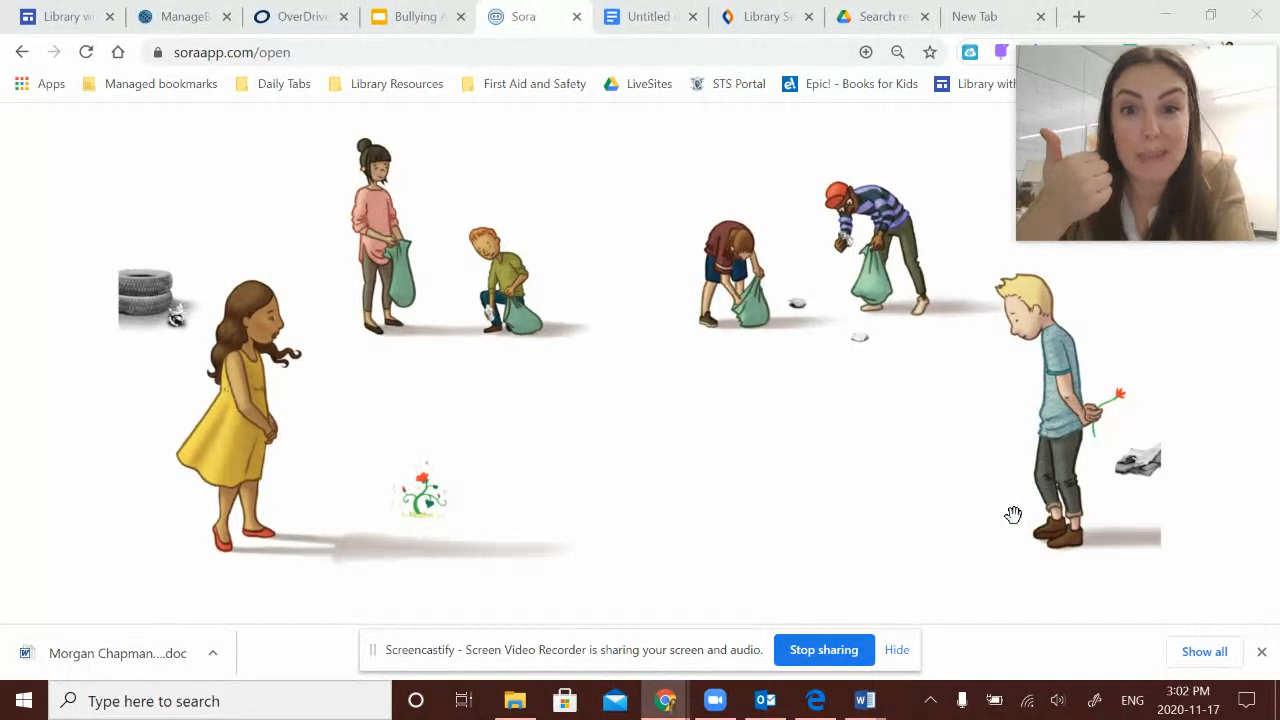 Library w
ManageB
OverDrive
Bullying A
Sora
Untitled d
Library Se
Search re
New Tab
soraapp.com/open
Apps
Managed bookmarks
Daily Tabs
Library Resources
First Aid and Safety
LiveSites
STS Portal
Epic! - Books for Kids
Library with
Morgan Chapman....doc
Screencastify - Screen Video Recorder is sharing your screen and audio.
Stop sharing
Hide
Show all
Type here to search
ENG
3:02 PM
2020-11-17